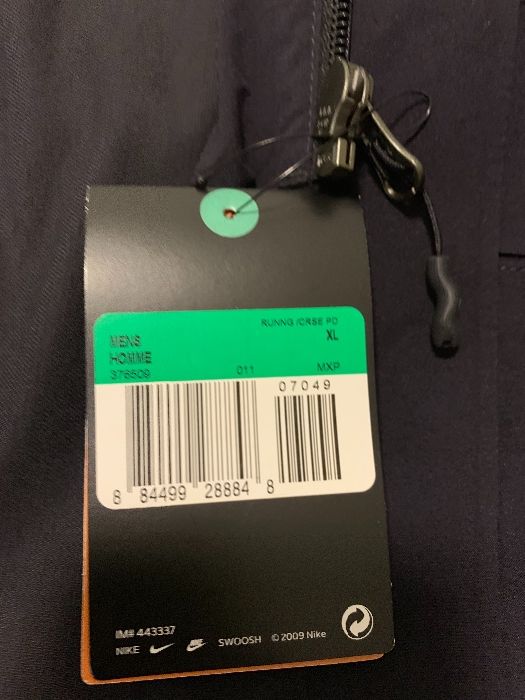 RUNNG /CRSE PD
MENS XL
HOMME
376509 011 MXP
07049
8 84499 28884 8
IM# 443337
NIKE SWOOSH © 2009 Nike